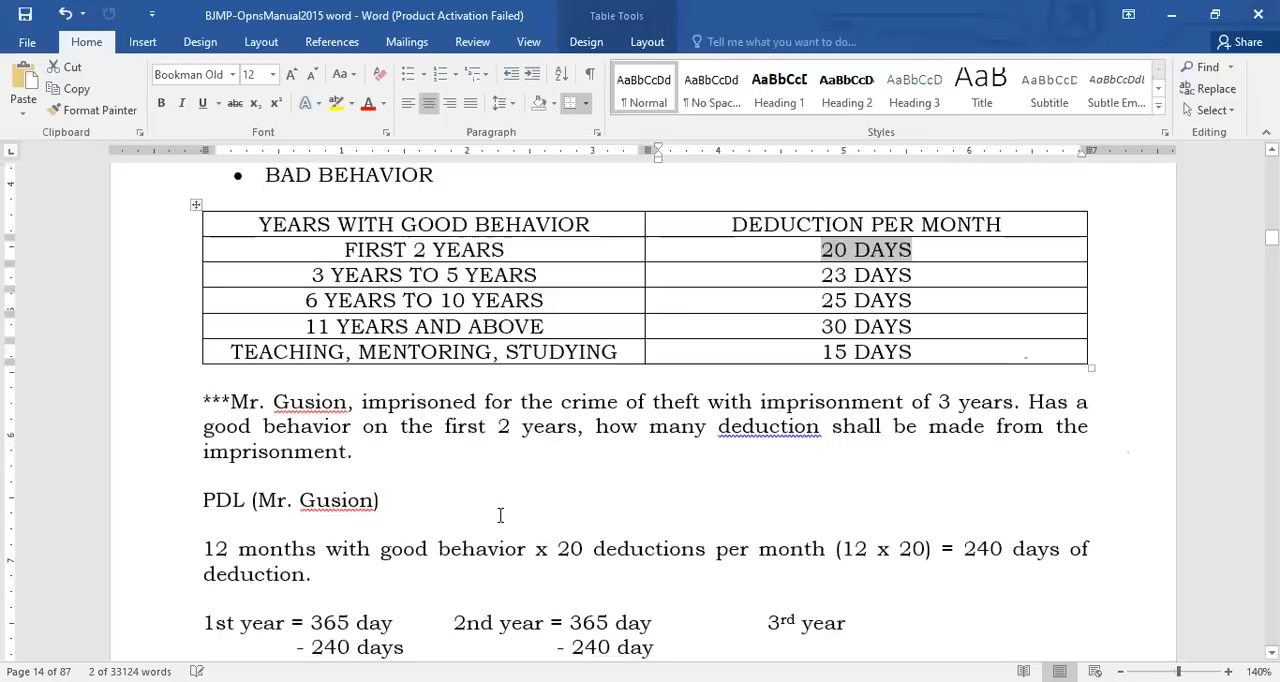 BJMP-OpnsManual2015 word - Word (Product Activation Failed)
Table Tools
File Home Insert Design Layout References Mailings Review View Design Layout Tell me what you want to do... Share
Paste
Cut
Copy
Format Painter
Clipboard
Bookman Old 12
Font
Paragraph
AaBbCcDd AaBbCcDd AaBbCcI AaBbCcDd AaBbCcD AaB AaBbCcD AaBbCcDdl
¶ Normal ¶ No Spac... Heading 1 Heading 2 Heading 3 Title Subtitle Subtle Em...
Styles
Find
Replace
Select
Editing
1 2 3 4 5 6 7
• BAD BEHAVIOR
YEARS WITH GOOD BEHAVIOR DEDUCTION PER MONTH
FIRST 2 YEARS 20 DAYS
3 YEARS TO 5 YEARS 23 DAYS
6 YEARS TO 10 YEARS 25 DAYS
11 YEARS AND ABOVE 30 DAYS
TEACHING, MENTORING, STUDYING 15 DAYS
***Mr. Gusion, imprisoned for the crime of theft with imprisonment of 3 years. Has a
good behavior on the first 2 years, how many deduction shall be made from the
imprisonment.
PDL (Mr. Gusion)
12 months with good behavior x 20 deductions per month (12 x 20) = 240 days of
deduction.
1st year = 365 day 2nd year = 365 day 3rd year
- 240 days - 240 day
Page 14 of 87 2 of 33124 words
140%